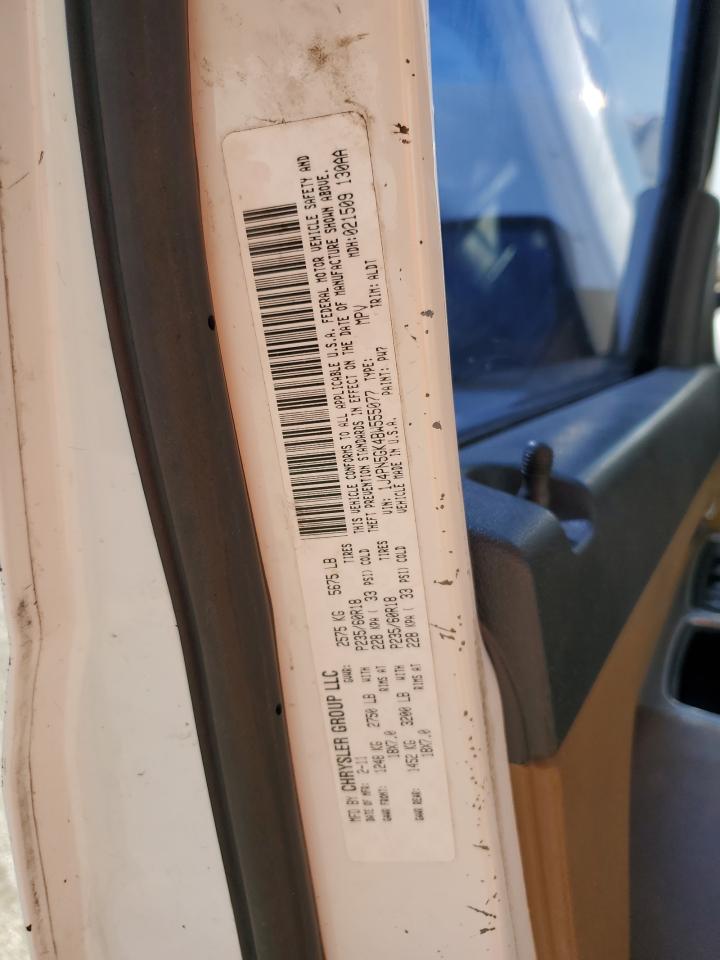 MFD BY CHRYSLER GROUP LLC
DATE OF MFR: 2-11 GVWR: 2575 KG 5675 LB
GAWR FRONT: 1248 KG 2750 LB WITH TIRES
P235/60R18
18X7.0 RIMS AT 228 KPA ( 33 PSI) COLD
GAWR REAR: 1452 KG 3200 LB WITH TIRES
P235/60R18
18X7.0 RIMS AT 228 KPA ( 33 PSI) COLD
THIS VEHICLE CONFORMS TO ALL APPLICABLE U.S.A. FEDERAL MOTOR VEHICLE SAFETY AND
THEFT PREVENTION STANDARDS IN EFFECT ON THE DATE OF MANUFACTURE SHOWN ABOVE.
MDH: 021509 130AA
VIN: 1J4PN5GK4BW555077 TYPE: MPV
PAINT: PW7 TRIM: ALDT
VEHICLE MADE IN U.S.A.